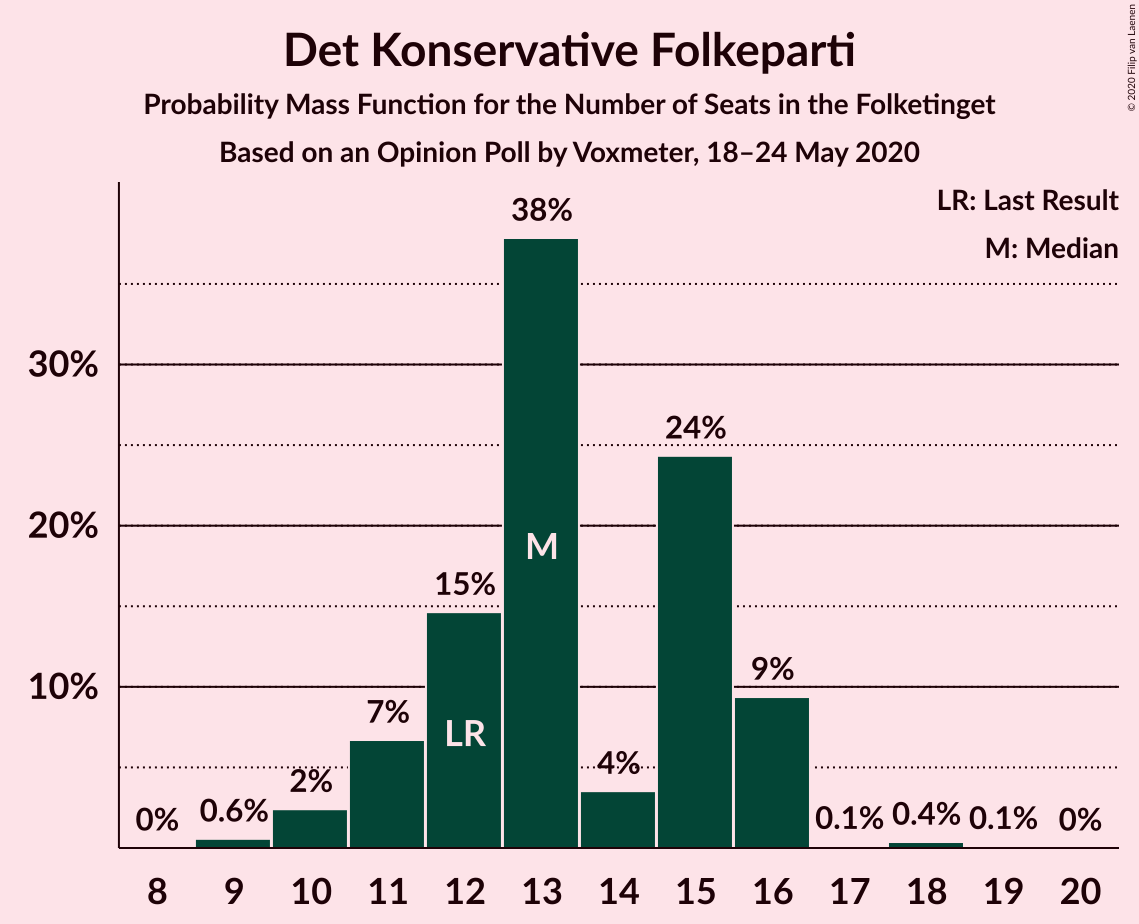 Det Konservative Folkeparti
Probability Mass Function for the Number of Seats in the Folketinget
Based on an Opinion Poll by Voxmeter, 18–24 May 2020
© 2020 Filip van Laenen
LR: Last Result
M: Median
38%
30%
24%
20%
M
15%
10%
9%
7%
LR
4%
2%
0%
0.6%
0.1%
0.4%
0.1%
0%
8 9 10 11 12 13 14 15 16 17 18 19 20